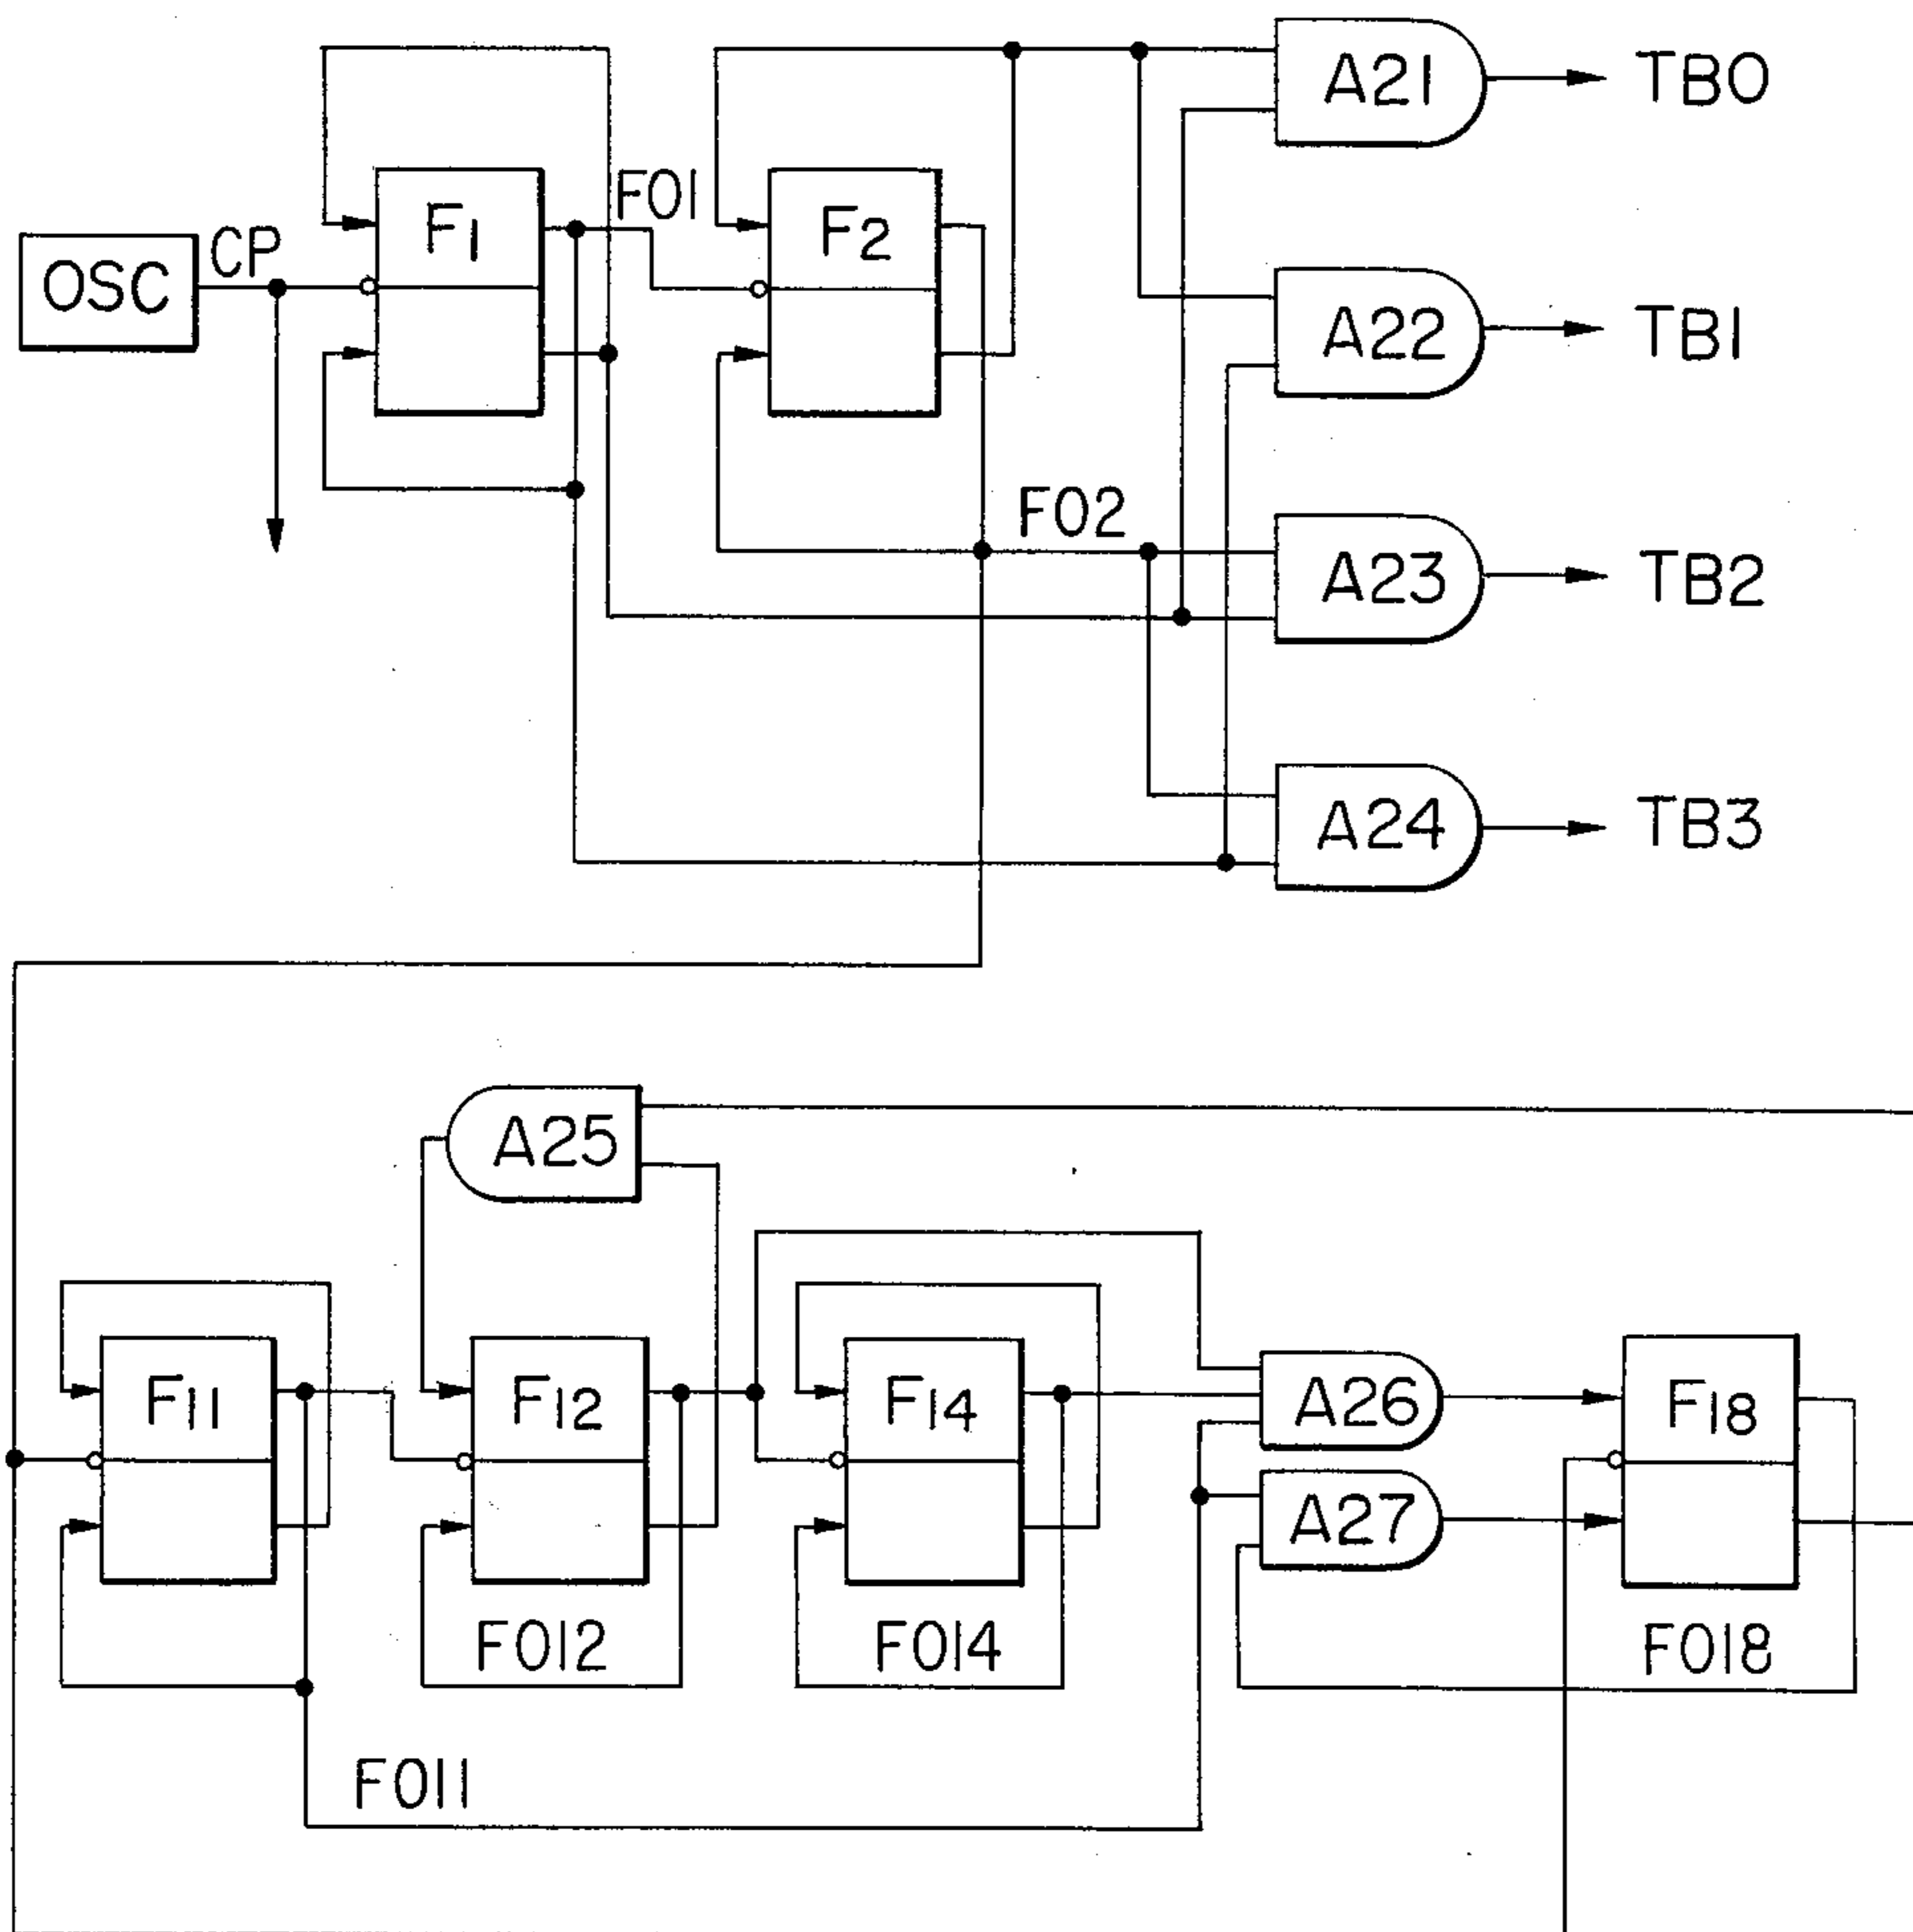 A21
TB0
F01
F1
F2
CP
OSC
A22
TB1
F02
A23
TB2
A24
TB3
A25
F11
F12
F14
A26
F18
A27
F012
F014
F018
F011